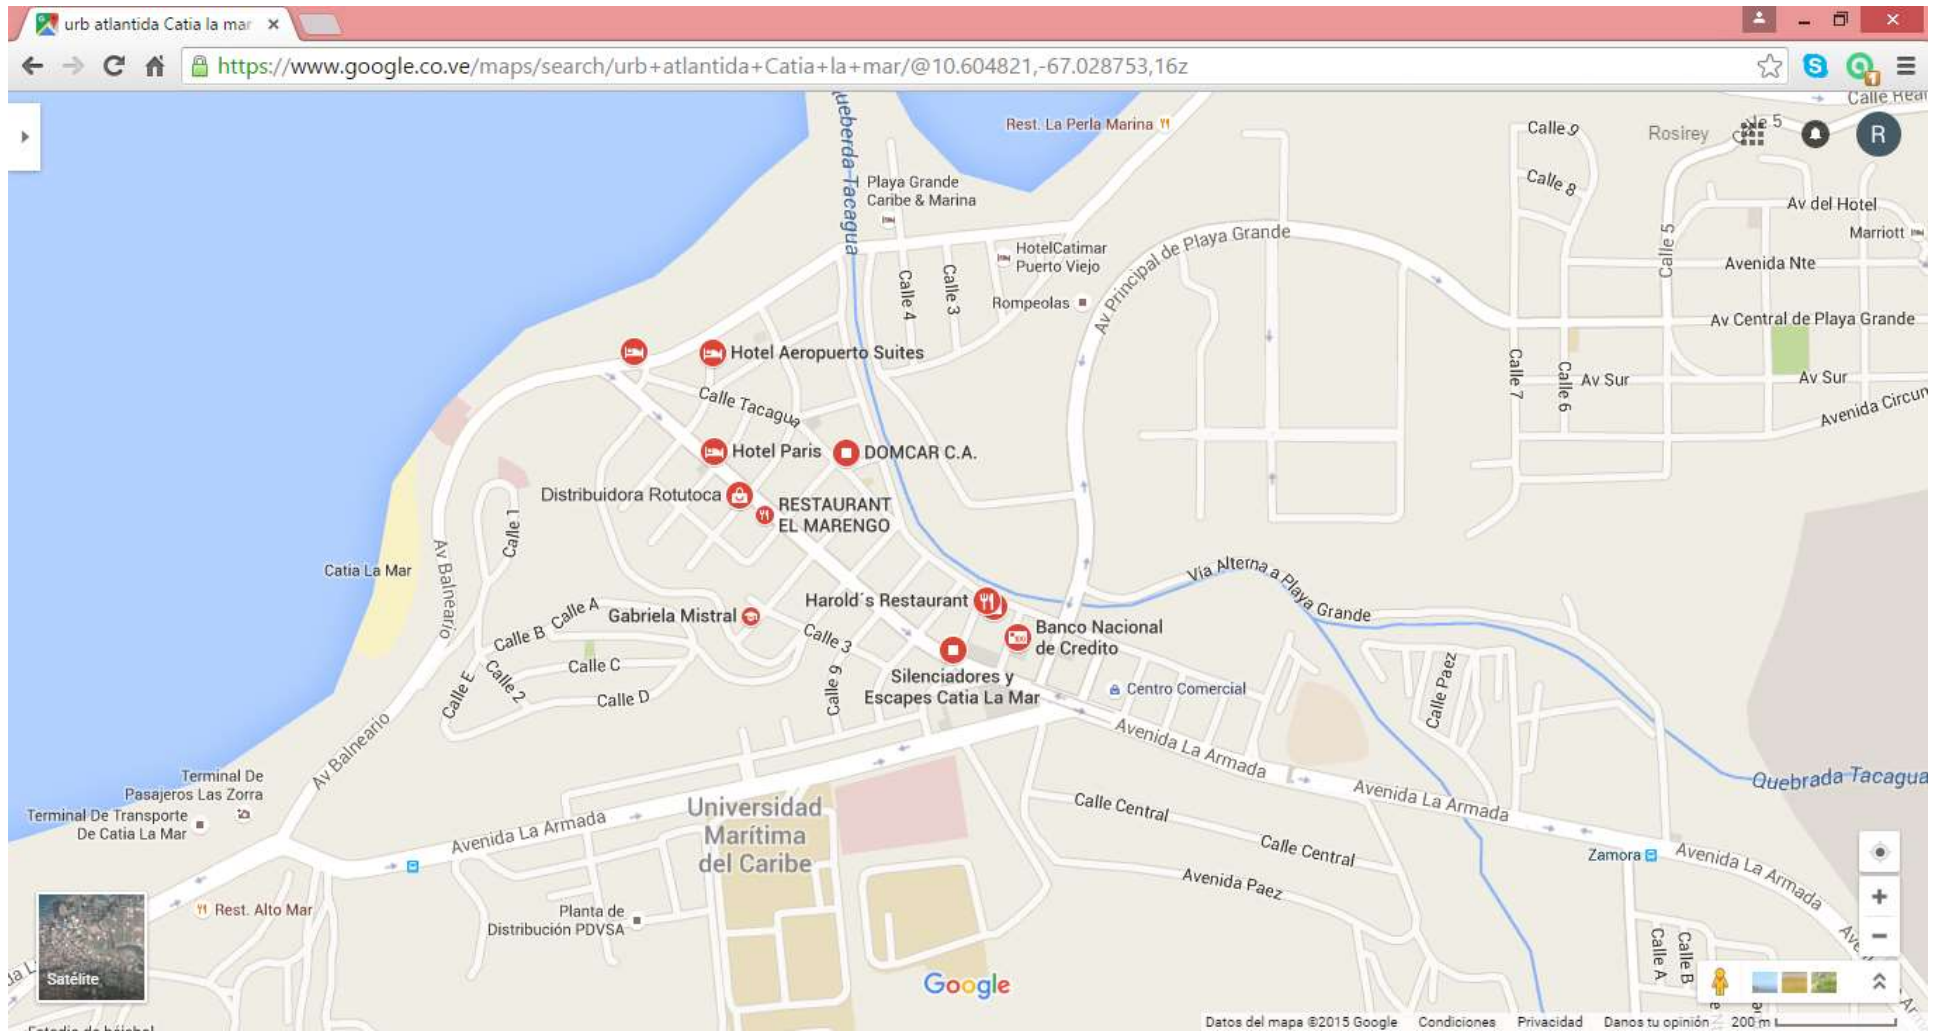 urb atlantida Catia la mar
https://www.google.co.ve/maps/search/urb+atlantida+Catia+la+mar/@10.604821,-67.028753,16z
Calle Real
Rest. La Perla Marina
Calle 9
Rosirey
Calle 5
R
Tacagua
Playa Grande
Caribe & Marina
Calle 8
Av del Hotel
Marriott
HotelCatimar
Puerto Viejo
Av Principal de Playa Grande
Calle 5
Avenida Nte
Calle 4
Calle 3
Rompeolas
Av Central de Playa Grande
Hotel Aeropuerto Suites
Calle 7
Calle 6
Av Sur
Av Sur
Calle Tacagua
Avenida Circun
Hotel Paris
DOMCAR C.A.
Distribuidora Rotutoca
RESTAURANT
EL MARENGO
Calle 1
Catia La Mar
Av Balneario
Via Alterna a Playa Grande
Harold´s Restaurant
Calle A
Gabriela Mistral
Calle B
Calle 3
Banco Nacional
de Credito
Calle C
Calle 2
Calle E
Calle D
Calle 9
Silenciadores y
Escapes Catia La Mar
Centro Comercial
Calle Paez
Av Balneario
Avenida La Armada
Terminal De
Pasajeros Las Zorra
Quebrada Tacagua
Terminal De Transporte
De Catia La Mar
Avenida La Armada
Universidad
Marítima
del Caribe
Calle Central
Avenida La Armada
Calle Central
Zamora
Avenida La Armada
Avenida Paez
Rest. Alto Mar
Planta de
Distribución PDVSA
Calle A
Calle B
Satélite
Google
Datos del mapa ©2015 Google Condiciones Privacidad Danos tu opinión 200 m